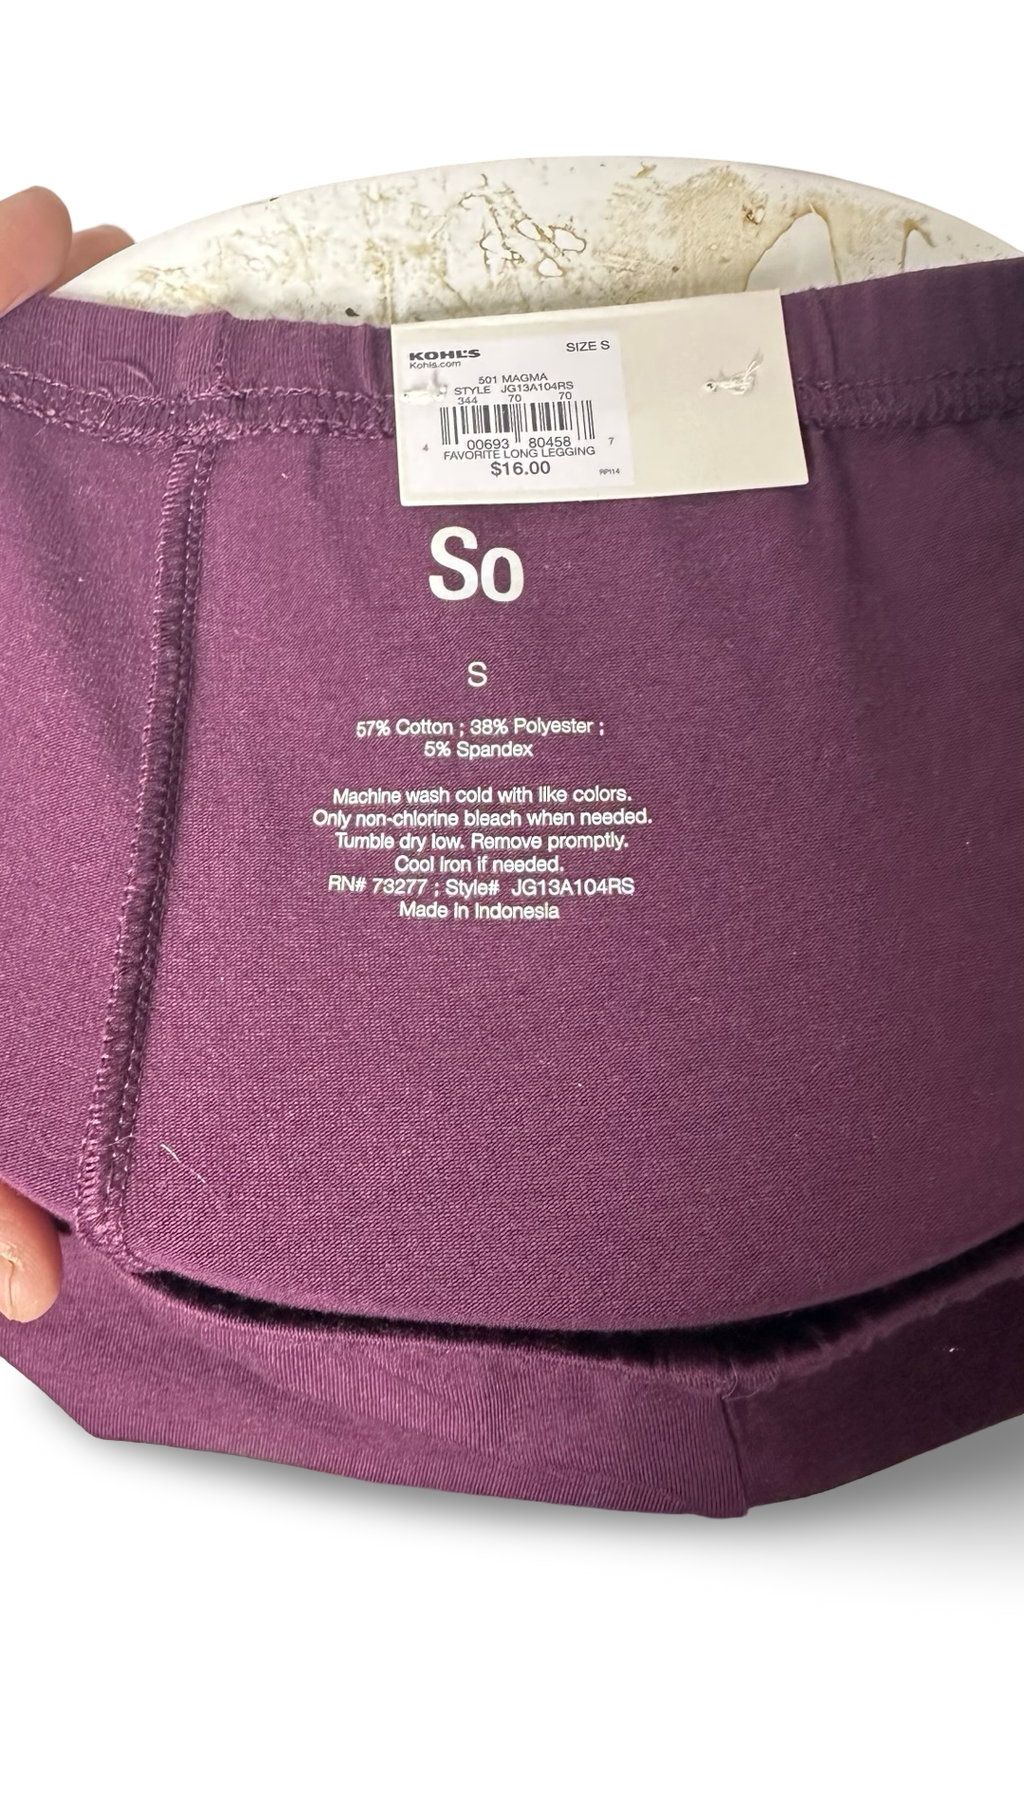 KOHL'S
SIZE S
Kohls.com
501 MAGMA
STYLE JG13A104RS
344 70 70
4 00693 80458 7
FAVORITE LONG LEGGING
$16.00
So
S
57% Cotton ; 38% Polyester ;
5% Spandex
Machine wash cold with like colors.
Only non-chlorine bleach when needed.
Tumble dry low. Remove promptly.
Cool iron if needed.
RN# 73277 ; Style# JG13A104RS
Made in Indonesia